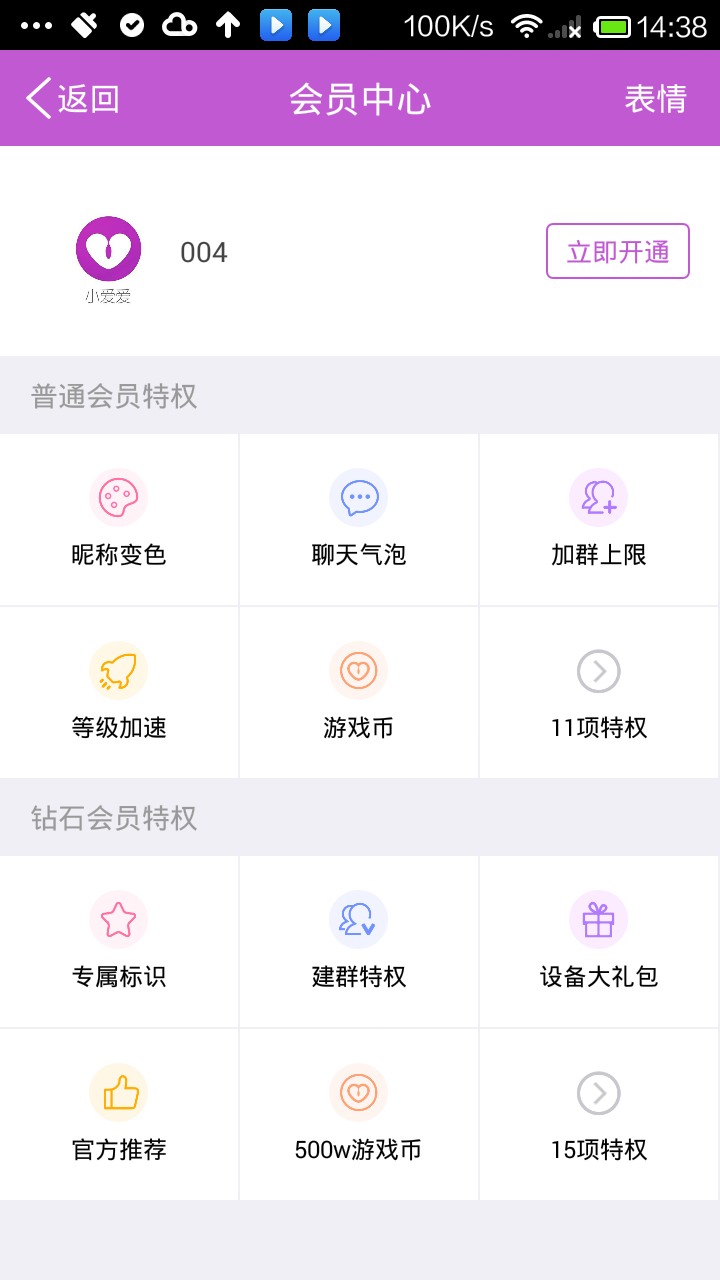 100K/s 14:38
返回 会员中心 表情
004 立即开通
小爱爱
普通会员特权
昵称变色 聊天气泡 加群上限
等级加速 游戏币 11项特权
钻石会员特权
专属标识 建群特权 设备大礼包
官方推荐 500w游戏币 15项特权